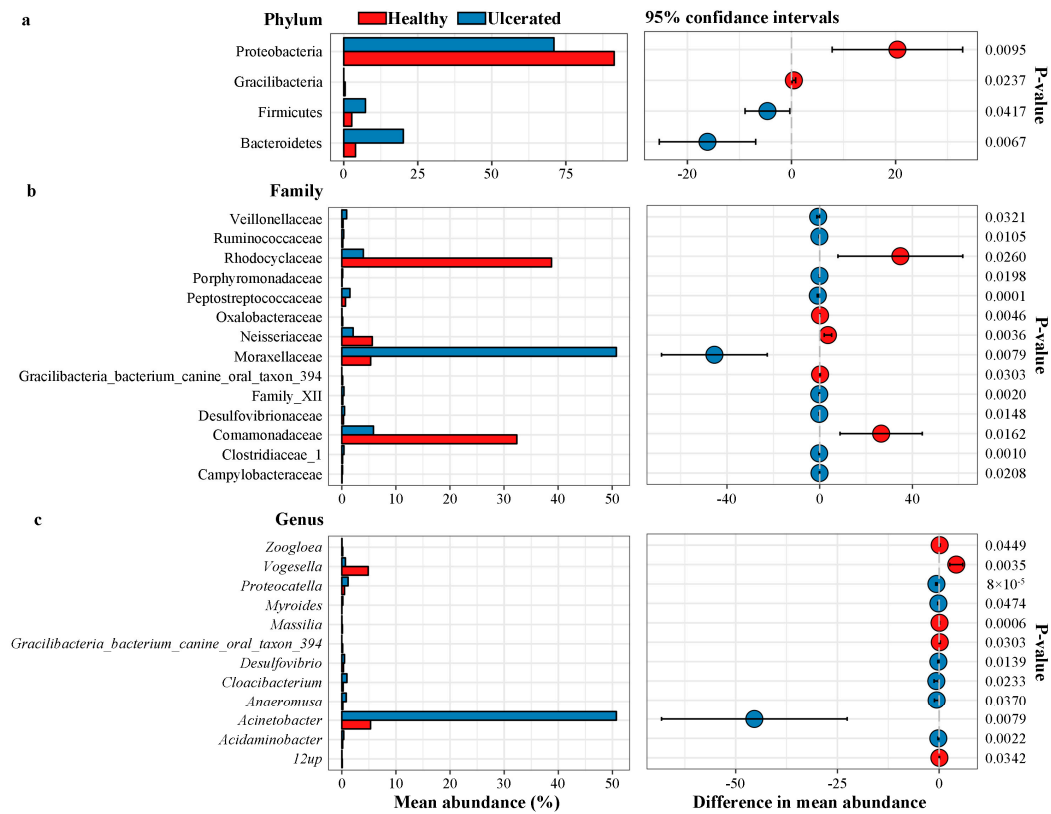 a Phylum Healthy Ulcerated 95% confidance intervals
Proteobacteria 0.0095
Gracilibacteria 0.0237
Firmicutes 0.0417
Bacteroidetes 0.0067
P-value
0 25 50 75 -20 0 20
b Family
Veillonellaceae 0.0321
Ruminococcaceae 0.0105
Rhodocyclaceae 0.0260
Porphyromonadaceae 0.0198
Peptostreptococcaceae 0.0001
Oxalobacteraceae 0.0046
Neisseriaceae 0.0036
Moraxellaceae 0.0079
Gracilibacteria_bacterium_canine_oral_taxon_394 0.0303
Family_XII 0.0020
Desulfovibrionaceae 0.0148
Comamonadaceae 0.0162
Clostridiaceae_1 0.0010
Campylobacteraceae 0.0208
P-value
0 10 20 30 40 50 -40 0 40
c Genus
Zoogloea 0.0449
Vogesella 0.0035
Proteocatella 8×10⁻⁵
Myroides 0.0474
Massilia 0.0006
Gracilibacteria_bacterium_canine_oral_taxon_394 0.0303
Desulfovibrio 0.0139
Cloacibacterium 0.0233
Anaeromusa 0.0370
Acinetobacter 0.0079
Acidaminobacter 0.0022
12up 0.0342
P-value
0 10 20 30 40 50 -50 -25 0
Mean abundance (%) Difference in mean abundance